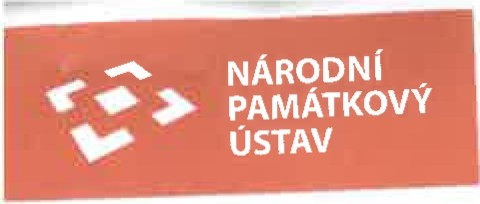 NÁRODNÍ
PAMÁTKOVÝ
ÚSTAV